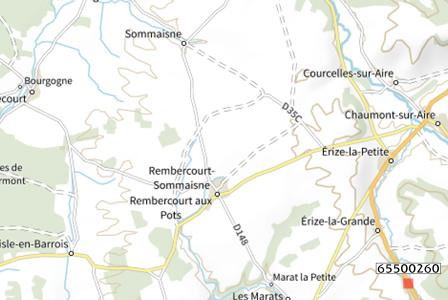 Sommaisne
Bourgogne
Courcelles-sur-Aire
D35C
Chaumont-sur-Aire
Érize-la-Petite
Rembercourt-
Sommaisne
Rembercourt aux
Pots
D148
Érize-la-Grande
65500260
Marat la Petite
Les Marats